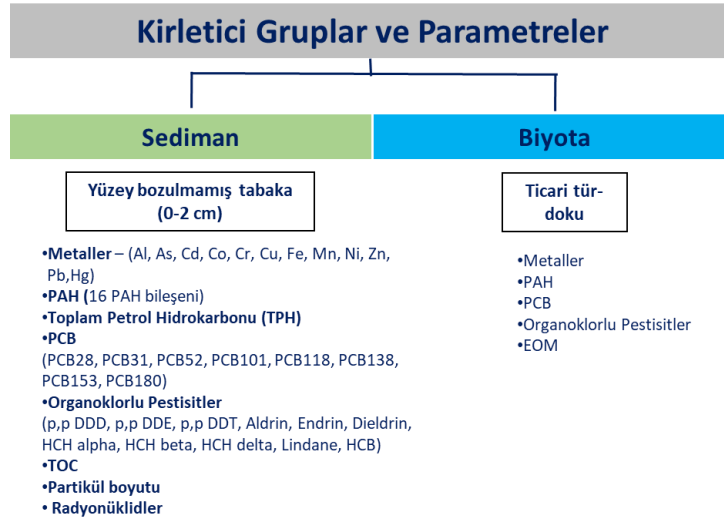 Kirletici Gruplar ve Parametreler
Sediman
Yüzey bozulmamış tabaka
(0-2 cm)
•Metaller – (Al, As, Cd, Co, Cr, Cu, Fe, Mn, Ni, Zn,
Pb,Hg)
•PAH (16 PAH bileşeni)
•Toplam Petrol Hidrokarbonu (TPH)
•PCB
(PCB28, PCB31, PCB52, PCB101, PCB118, PCB138,
PCB153, PCB180)
•Organoklorlu Pestisitler
(p,p DDD, p,p DDE, p,p DDT, Aldrin, Endrin, Dieldrin,
HCH alpha, HCH beta, HCH delta, Lindane, HCB)
•TOC
•Partikül boyutu
• Radyonüklidler
Biyota
Ticari tür-
doku
•Metaller
•PAH
•PCB
•Organoklorlu Pestisitler
•EOM